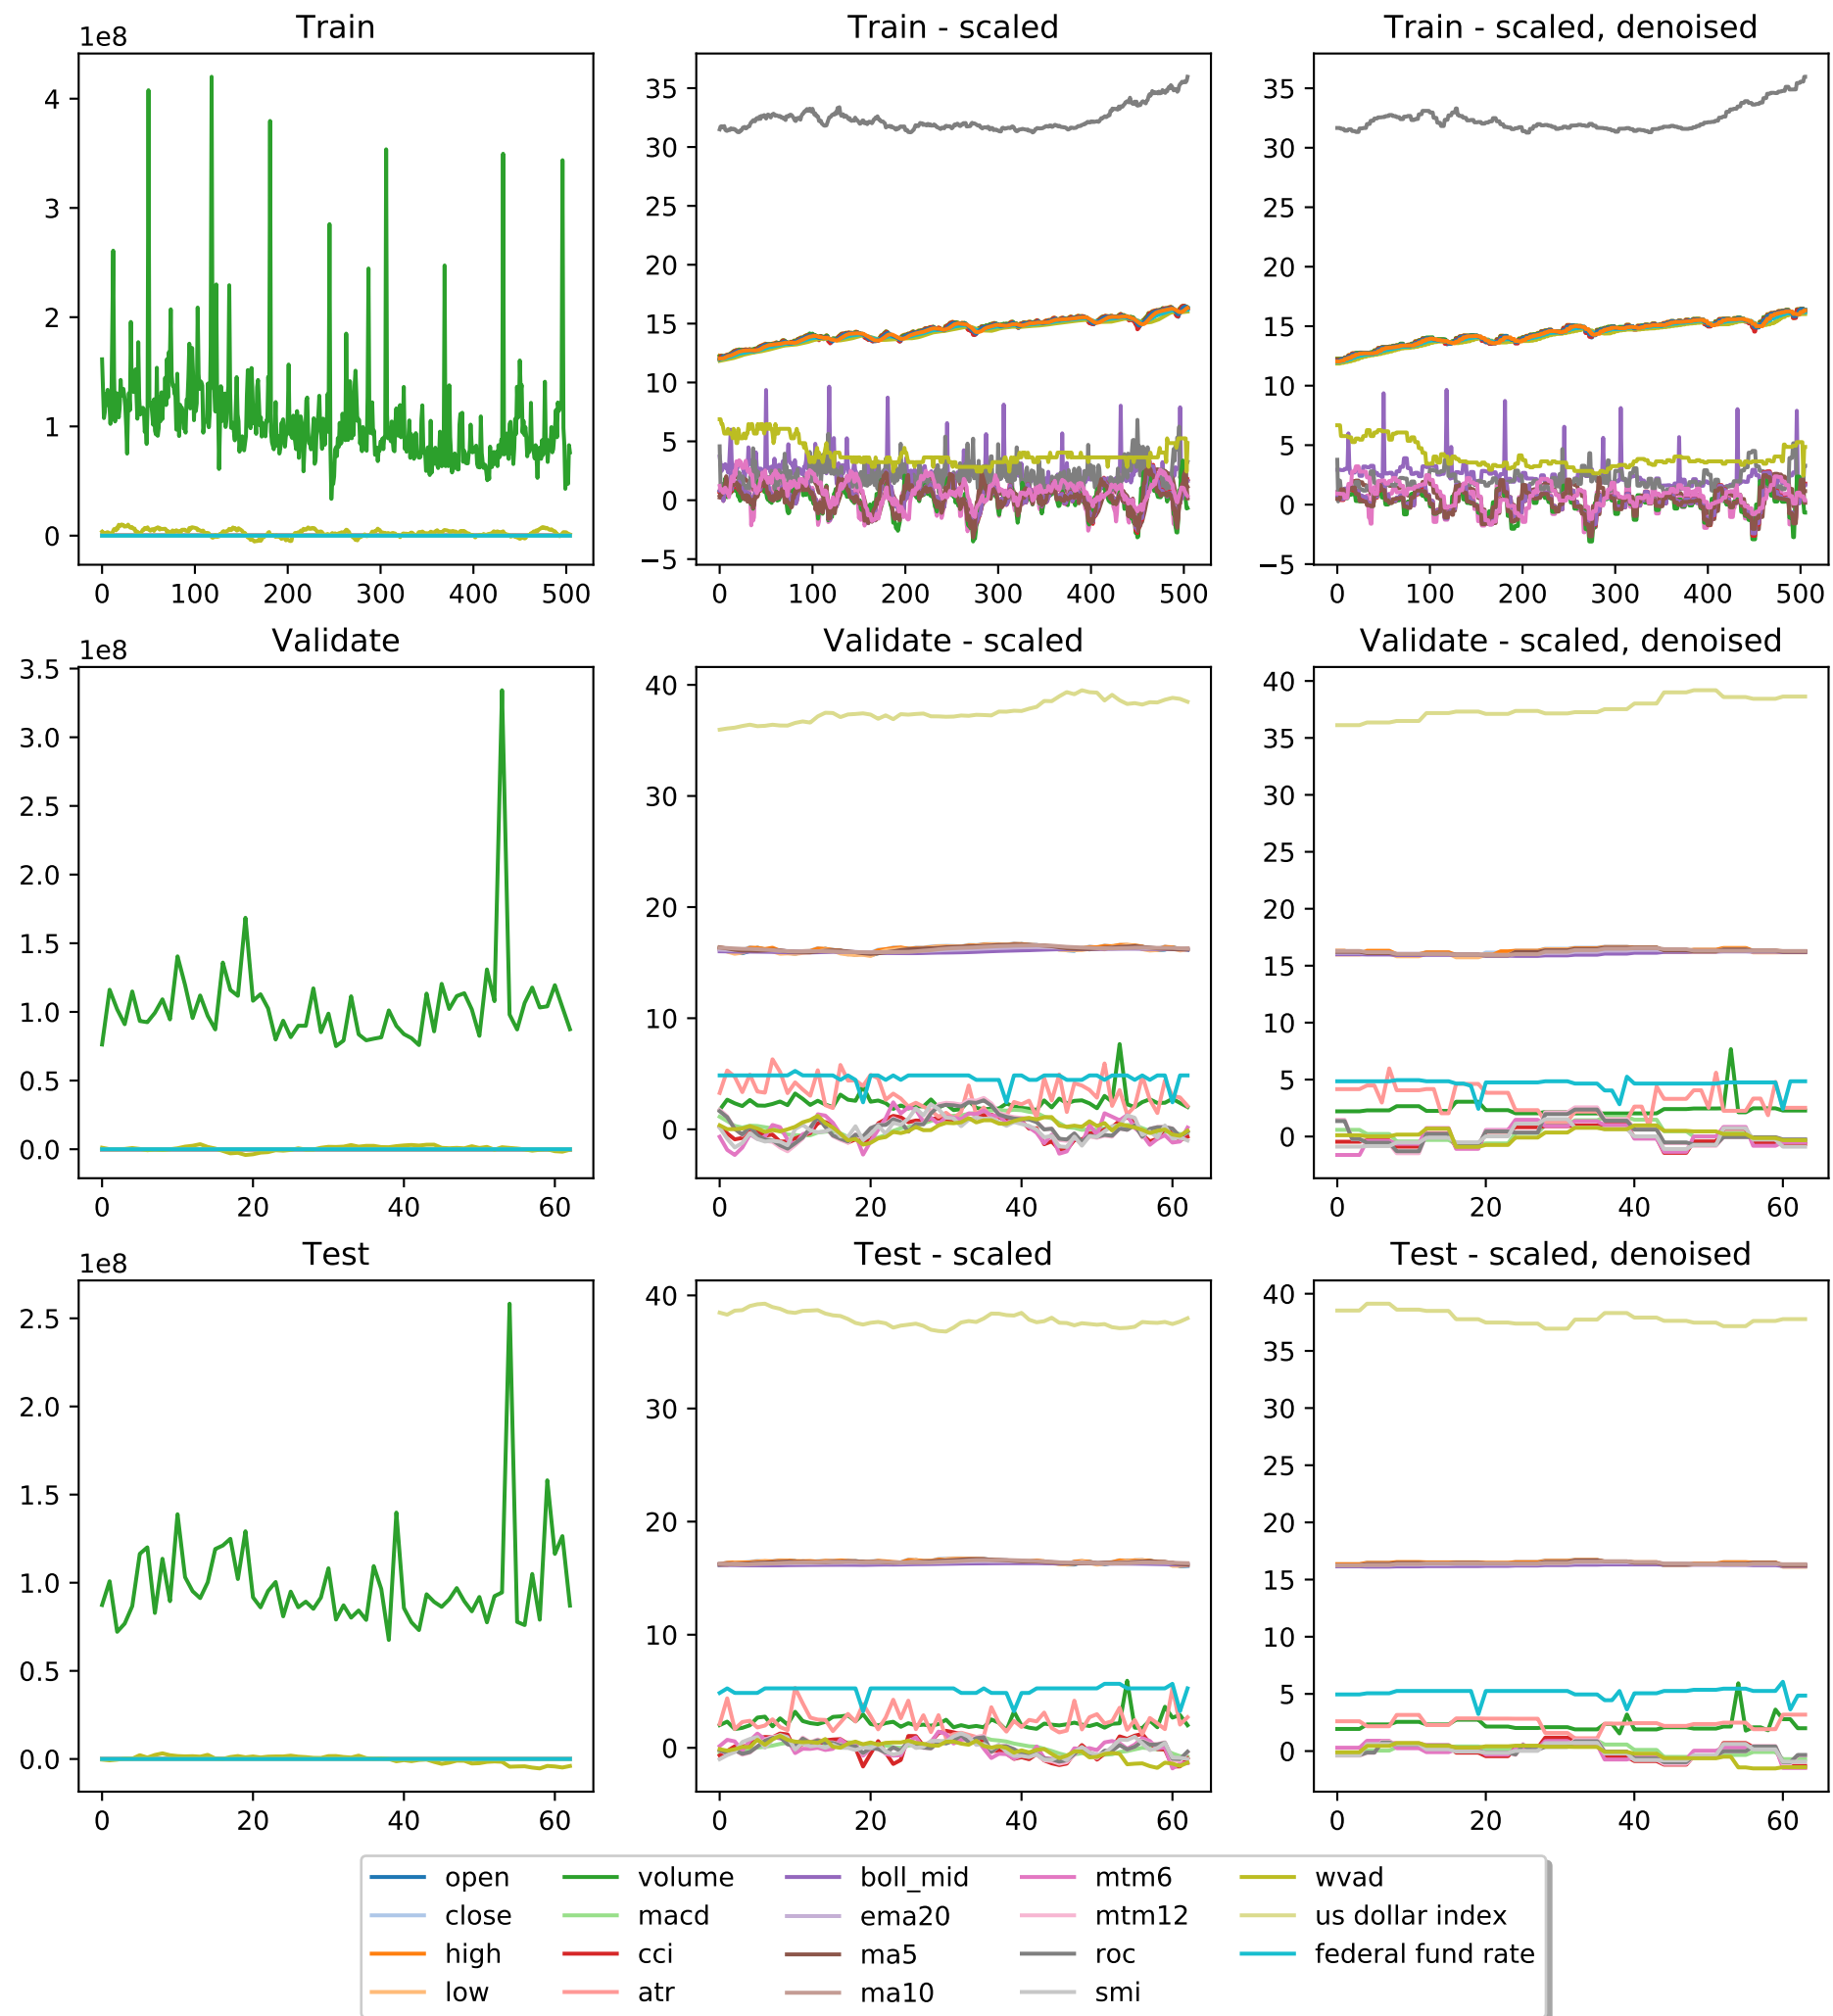 Train
Train - scaled
Train - scaled, denoised
1e8
4
3
2
1
0
0 100 200 300 400 500
35
30
25
20
15
10
5
0
−5
0 100 200 300 400 500
35
30
25
20
15
10
5
0
−5
0 100 200 300 400 500
Validate
Validate - scaled
Validate - scaled, denoised
1e8
3.5
3.0
2.5
2.0
1.5
1.0
0.5
0.0
0 20 40 60
40
30
20
10
0
0 20 40 60
40
35
30
25
20
15
10
5
0
0 20 40 60
Test
Test - scaled
Test - scaled, denoised
1e8
2.5
2.0
1.5
1.0
0.5
0.0
0 20 40 60
40
30
20
10
0
0 20 40 60
40
35
30
25
20
15
10
5
0
0 20 40 60
open
close
high
low
volume
macd
cci
atr
boll_mid
ema20
ma5
ma10
mtm6
mtm12
roc
smi
wvad
us dollar index
federal fund rate